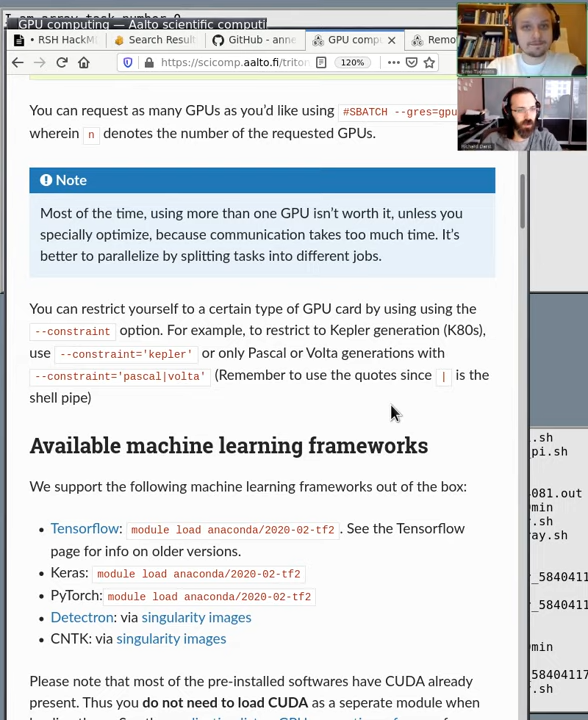 I am array task number 0
GPU computing — Aalto scientific computi
RSH HackM
Search Result
GitHub - anne
GPU comp
Remo
https://scicomp.aalto.fi/triton
120%
You can request as many GPUs as you’d like using #SBATCH --gres=gpu
wherein n denotes the number of the requested GPUs.
Note
Most of the time, using more than one GPU isn’t worth it, unless you
specially optimize, because communication takes too much time. It’s
better to parallelize by splitting tasks into different jobs.
You can restrict yourself to a certain type of GPU card by using using the
--constraint option. For example, to restrict to Kepler generation (K80s),
use --constraint='kepler' or only Pascal or Volta generations with
--constraint='pascal|volta' (Remember to use the quotes since | is the
shell pipe)
Available machine learning frameworks
We support the following machine learning frameworks out of the box:
• Tensorflow: module load anaconda/2020-02-tf2 . See the Tensorflow
page for info on older versions.
• Keras: module load anaconda/2020-02-tf2
• PyTorch: module load anaconda/2020-02-tf2
• Detectron: via singularity images
• CNTK: via singularity images
Please note that most of the pre-installed softwares have CUDA already
present. Thus you do not need to load CUDA as a seperate module when
.sh
pi.sh
081.out
min
.sh
ray.sh
_5840411
_5840411
min
_58404117
.sh